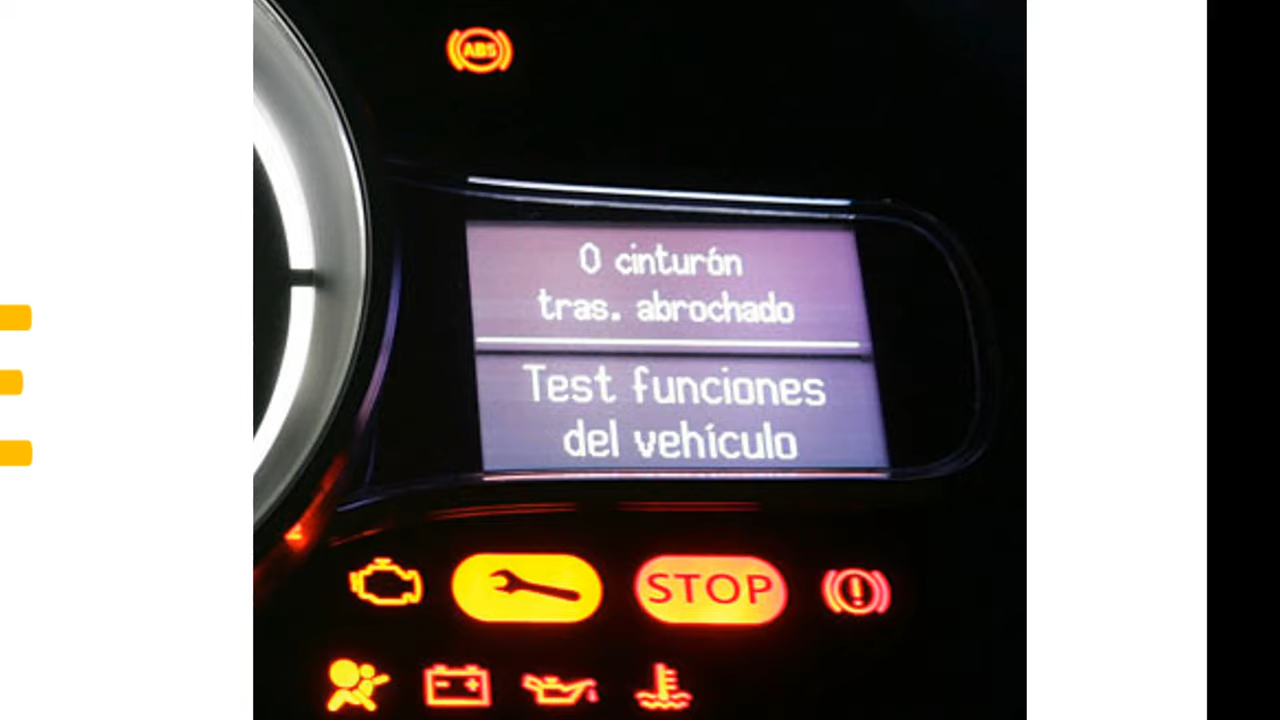 ABS
0 cinturón
tras. abrochado
Test funciones
del vehículo
STOP